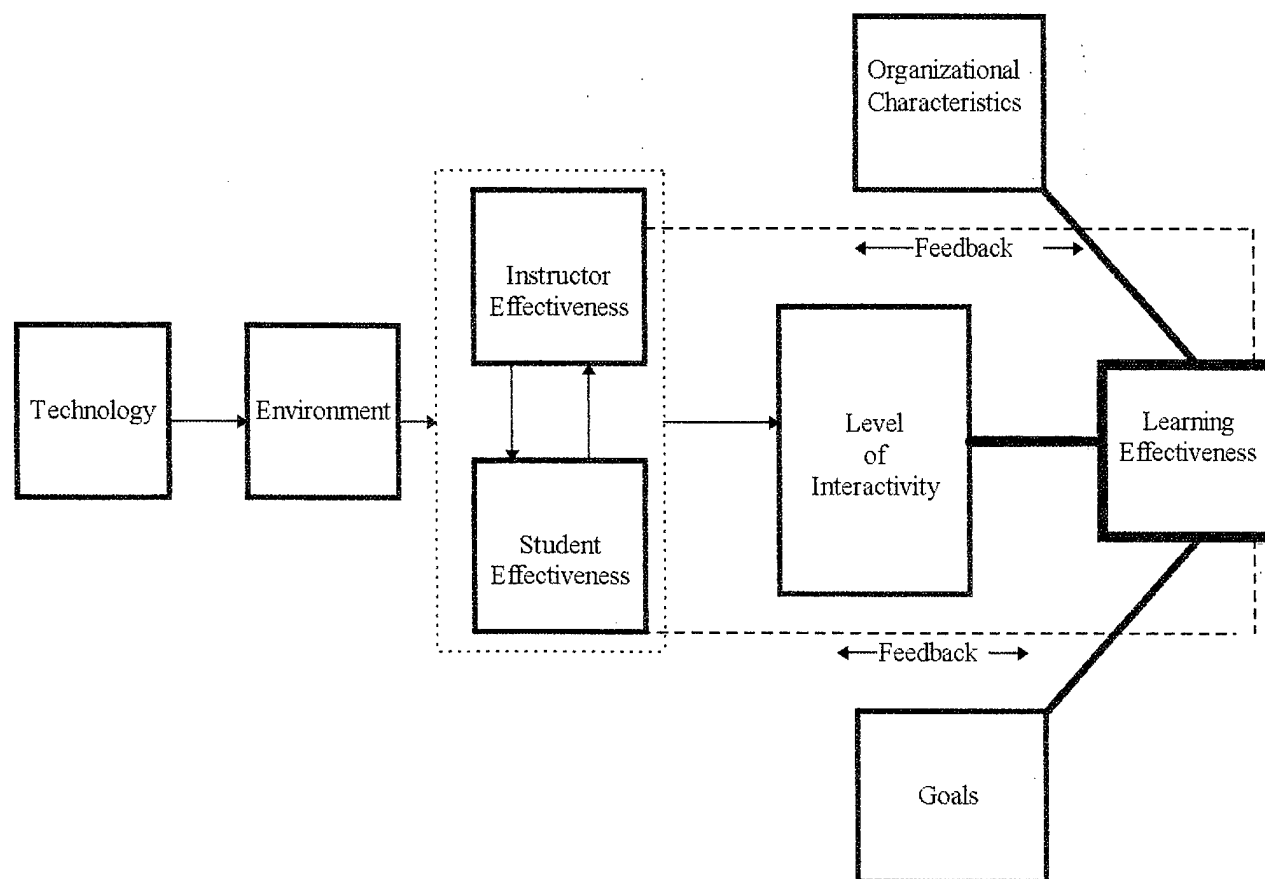 Organizational
Characteristics
Feedback
Instructor
Effectiveness
Technology
Environment
Level
of
Interactivity
Learning
Effectiveness
Student
Effectiveness
Feedback
Goals